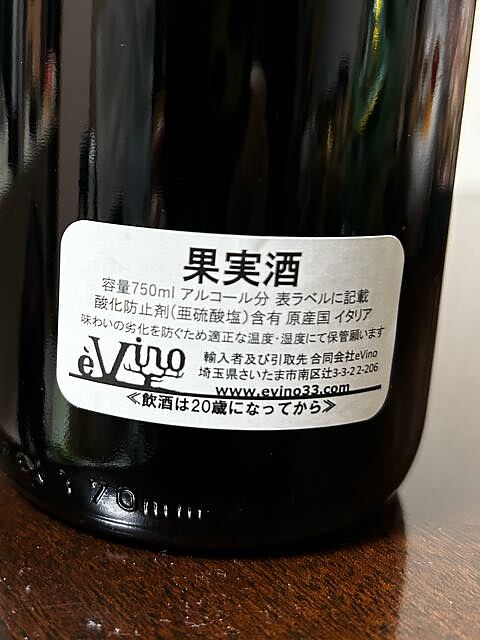 果実酒
容量750ml アルコール分 表ラベルに記載
酸化防止剤(亜硫酸塩)含有 原産国 イタリア
味わいの劣化を防ぐため適正な温度・湿度にて保管願います
èVino
輸入者及び引取先 合同会社eVino
埼玉県さいたま市南区辻3-3-22-206
www.evino33.com
≪飲酒は20歳になってから≫
70mm